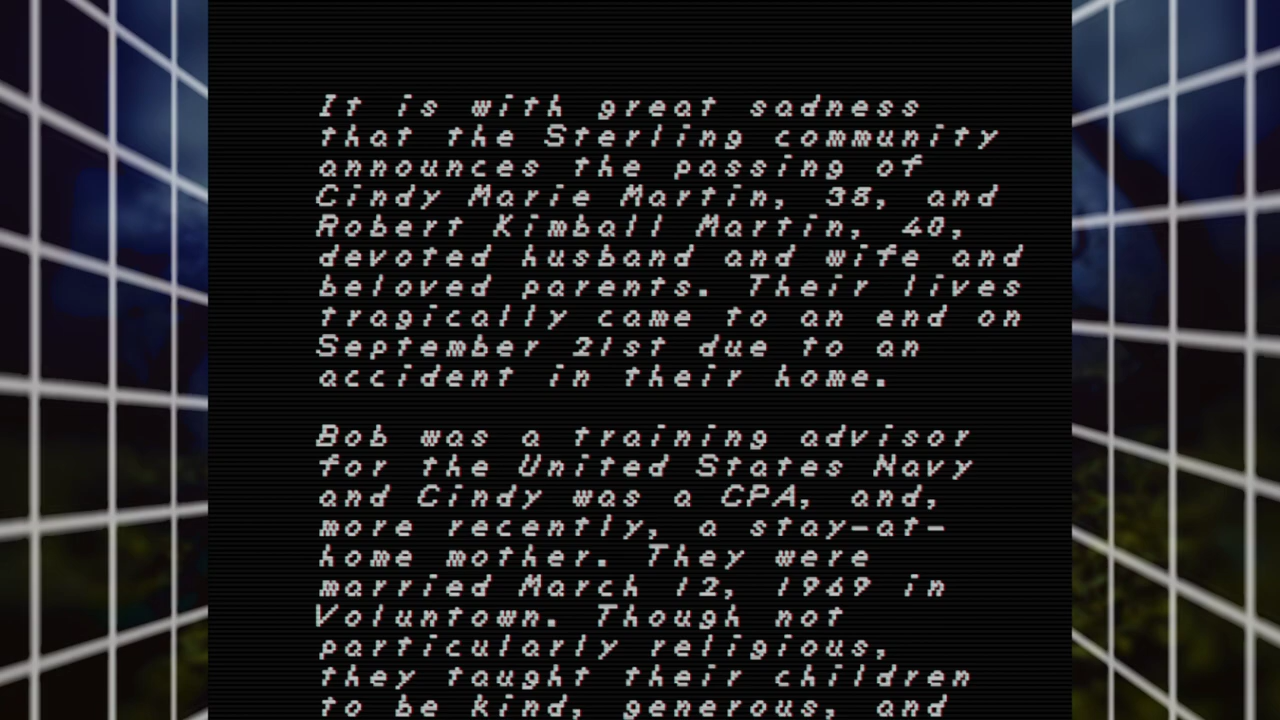 It is with great sadness
that the Sterling community
announces the passing of
Cindy Marie Martin, 38, and
Robert Kimball Martin, 40,
devoted husband and wife and
beloved parents. Their lives
tragically came to an end on
September 21st due to an
accident in their home.
Bob was a training advisor
for the United States Navy
and Cindy was a CPA, and,
more recently, a stay-at-
home mother. They were
married March 12, 1969 in
Voluntown. Though not
particularly religious,
they taught their children
to be kind, generous, and